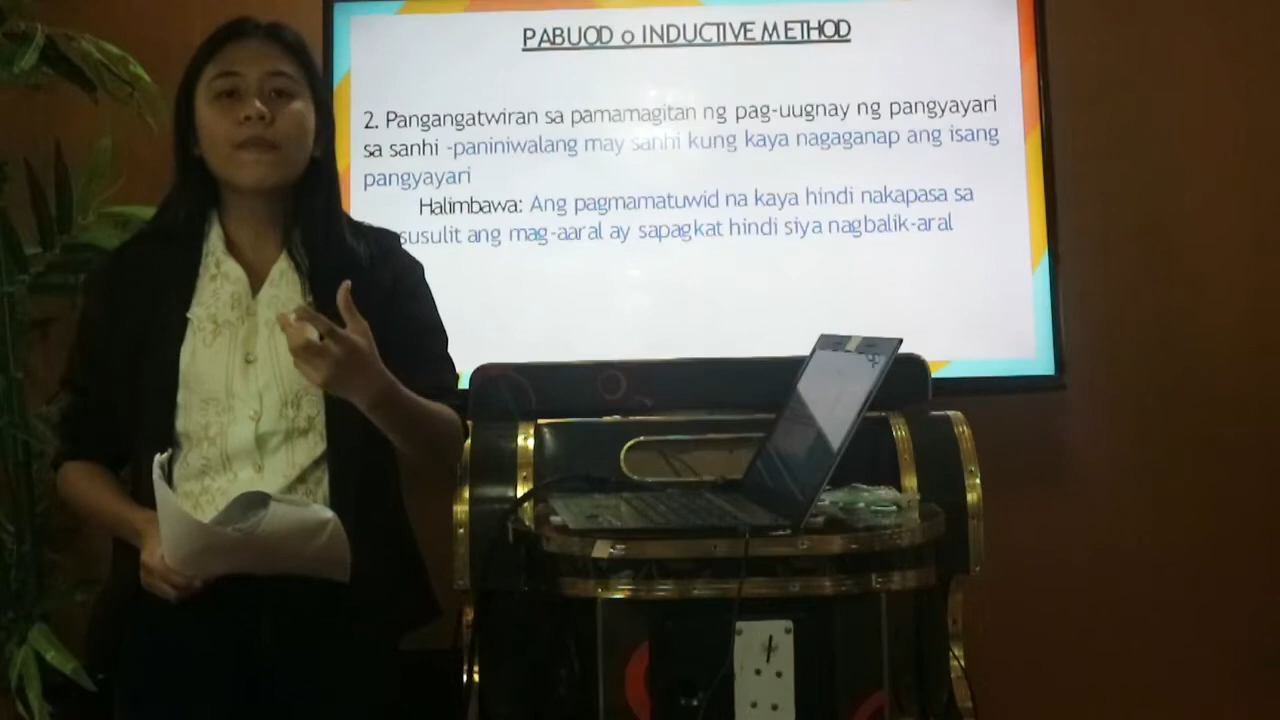 PABUOD o INDUCTIVE METHOD
2. Pangangatwiran sa pamamagitan ng pag-uugnay ng pangyayari
sa sanhi -paniniwalang may sanhi kung kaya nagaganap ang isang
pangyayari
Halimbawa: Ang pagmamatuwid na kaya hindi nakapasa sa
susulit ang mag-aaral ay sapagkat hindi siya nagbalik-aral